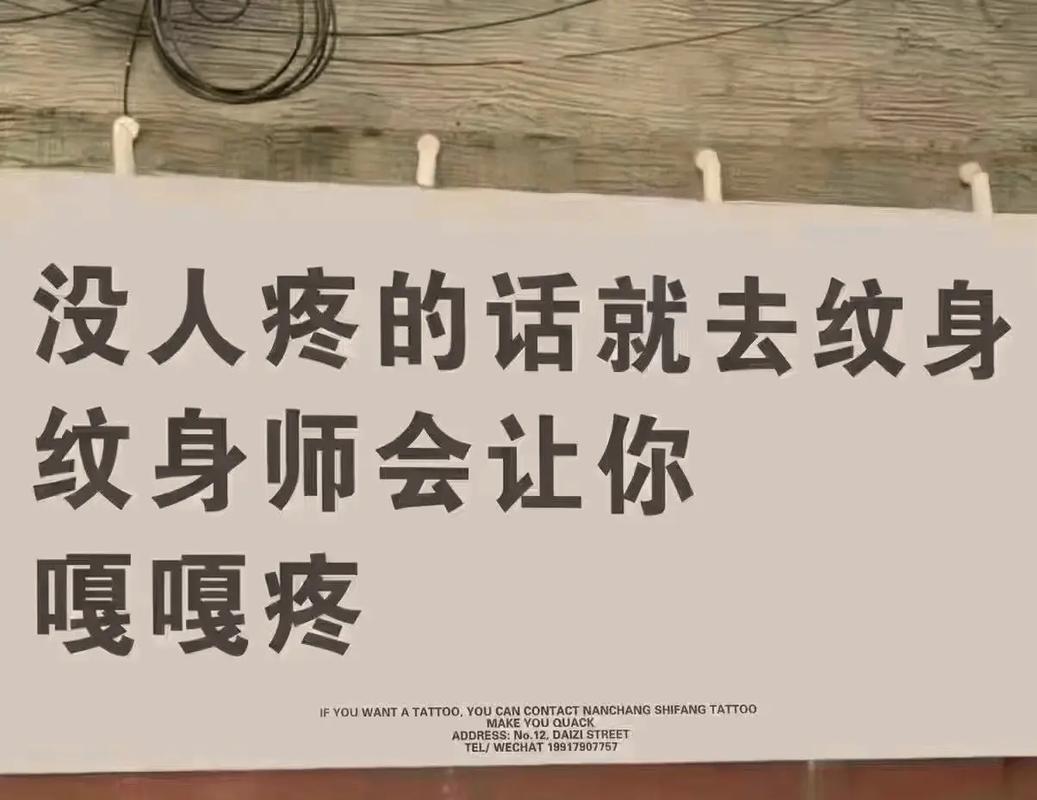 没人疼的话就去纹身
纹身师会让你
嘎嘎疼
IF YOU WANT A TATTOO, YOU CAN CONTACT NANCHANG SHIFANG TATTOO
MAKE YOU QUACK
ADDRESS: No.12, DAIZI STREET
TEL/ WECHAT 19917907757